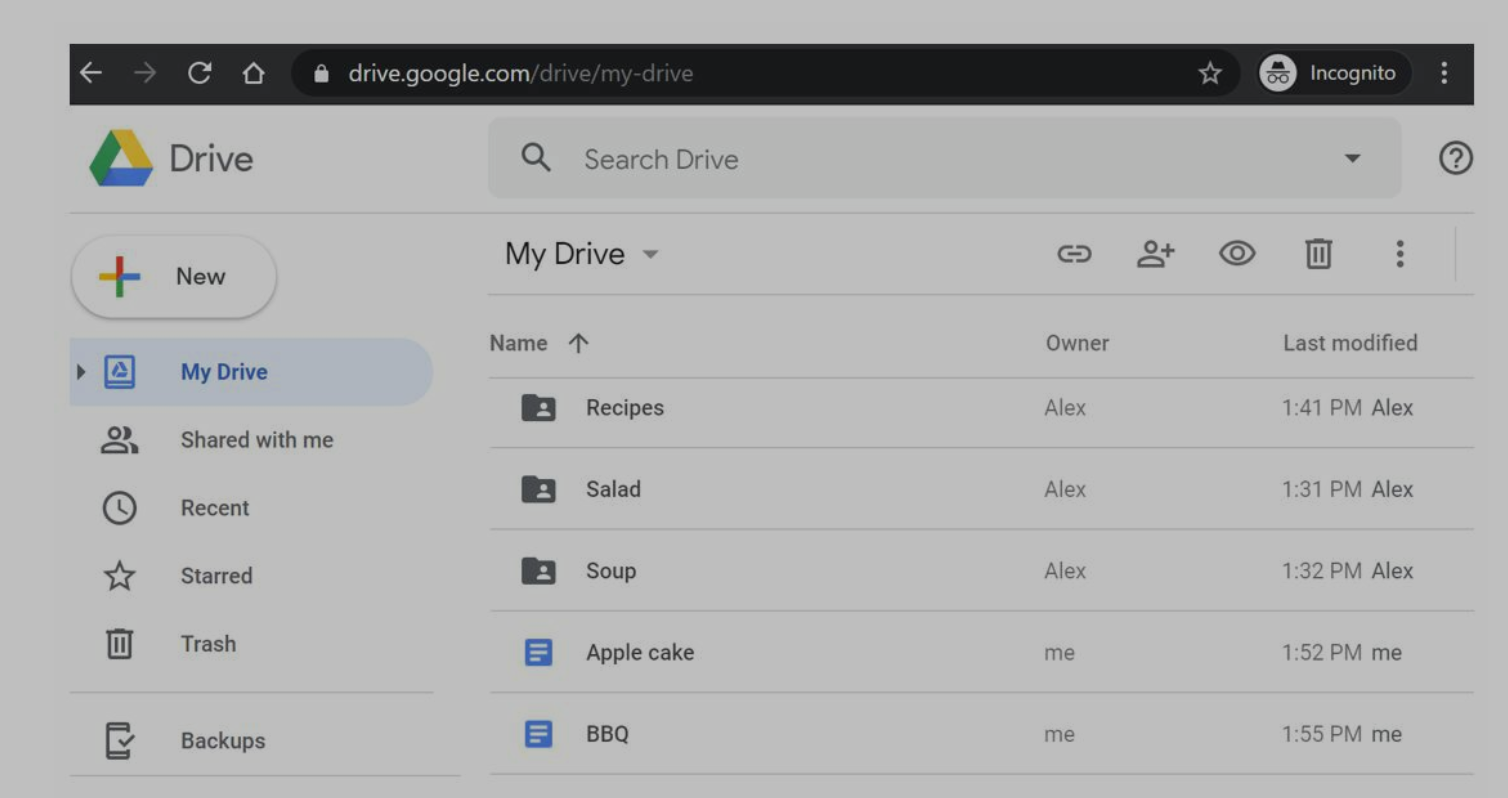 drive.google.com/drive/my-drive
Incognito
Drive
Search Drive
New
My Drive
Shared with me
Recent
Starred
Trash
Backups
My Drive
Name Owner Last modified
Recipes Alex 1:41 PM Alex
Salad Alex 1:31 PM Alex
Soup Alex 1:32 PM Alex
Apple cake me 1:52 PM me
BBQ me 1:55 PM me